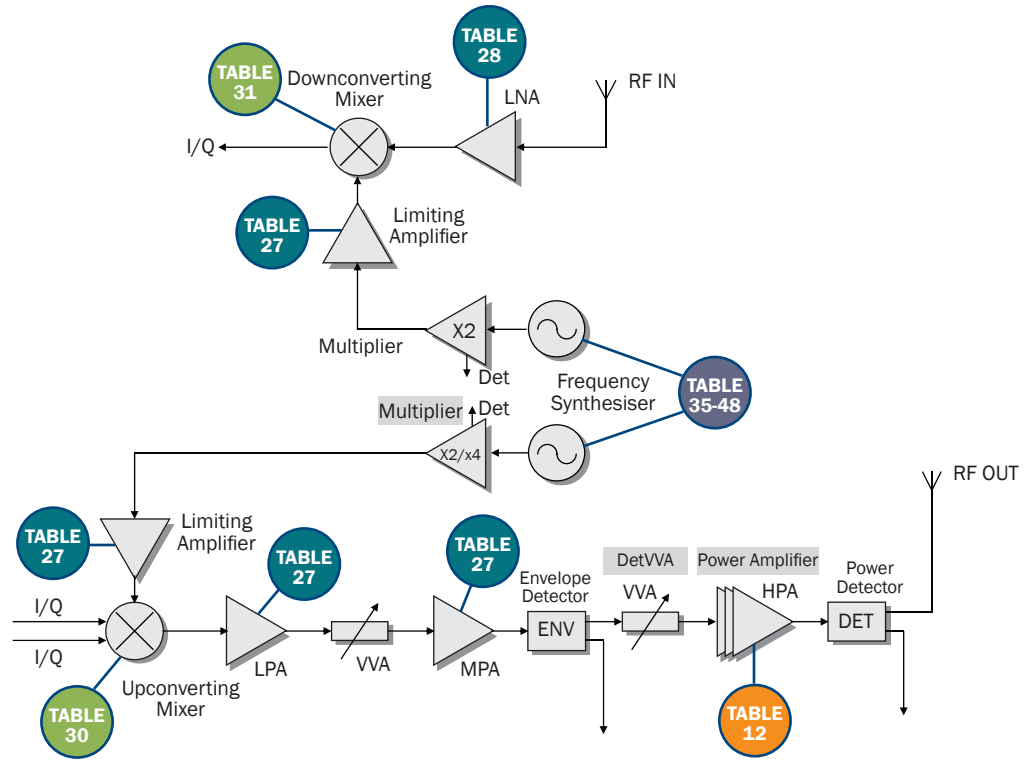 TABLE
28
TABLE
31
Downconverting
Mixer
LNA
RF IN
I/Q
TABLE
27
Limiting
Amplifier
X2
Multiplier
Det
Frequency
Synthesiser
TABLE
35-48
Multiplier
Det
X2/x4
RF OUT
TABLE
27
Limiting
Amplifier
TABLE
27
TABLE
27
Envelope
Detector
DetVVA
VVA
Power Amplifier
HPA
Power
Detector
I/Q
I/Q
ENV
DET
LPA
VVA
MPA
Upconverting
Mixer
TABLE
30
TABLE
12